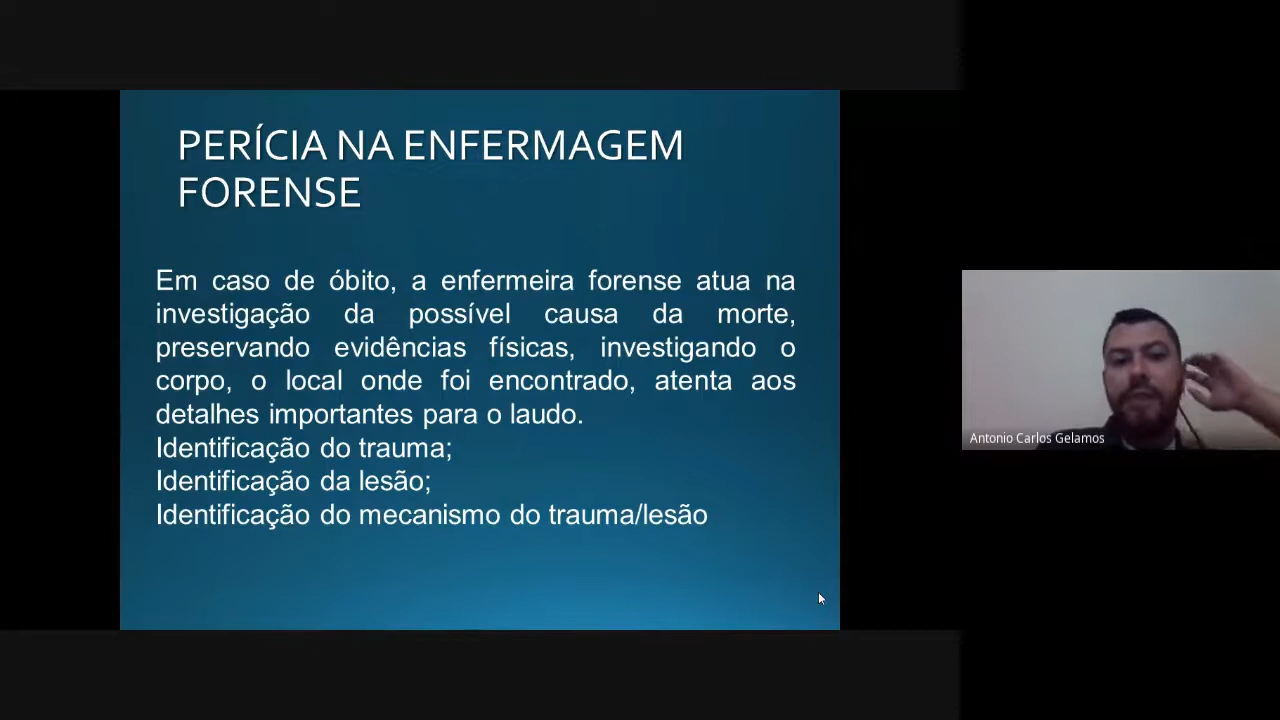 PERÍCIA NA ENFERMAGEM
FORENSE
Em caso de óbito, a enfermeira forense atua na
investigação da possível causa da morte,
preservando evidências físicas, investigando o
corpo, o local onde foi encontrado, atenta aos
detalhes importantes para o laudo.
Identificação do trauma;
Identificação da lesão;
Identificação do mecanismo do trauma/lesão
Antonio Carlos Gelamos